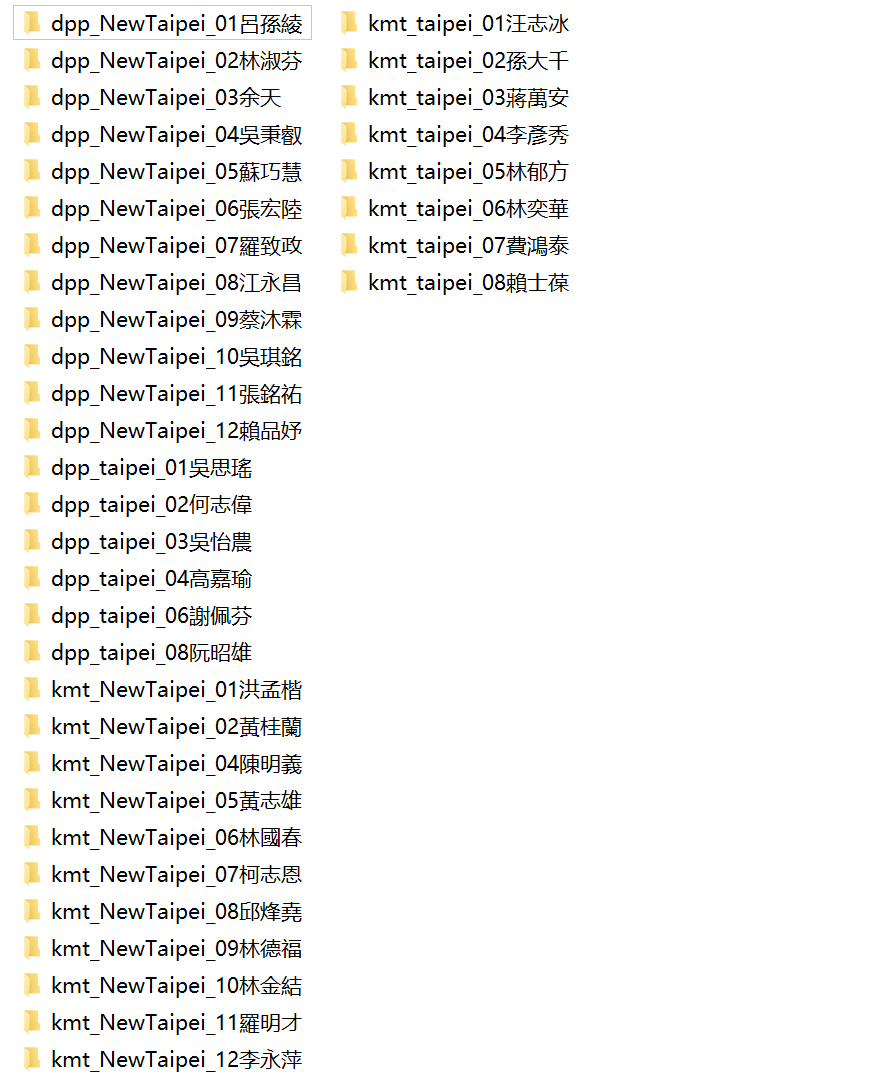 dpp_NewTaipei_01呂孫綾
dpp_NewTaipei_02林淑芬
dpp_NewTaipei_03余天
dpp_NewTaipei_04吳秉叡
dpp_NewTaipei_05蘇巧慧
dpp_NewTaipei_06張宏陸
dpp_NewTaipei_07羅致政
dpp_NewTaipei_08江永昌
dpp_NewTaipei_09蔡沐霖
dpp_NewTaipei_10吳琪銘
dpp_NewTaipei_11張銘祐
dpp_NewTaipei_12賴品妤
dpp_taipei_01吳思瑤
dpp_taipei_02何志偉
dpp_taipei_03吳怡農
dpp_taipei_04高嘉瑜
dpp_taipei_06謝佩芬
dpp_taipei_08阮昭雄
kmt_NewTaipei_01洪孟楷
kmt_NewTaipei_02黃桂蘭
kmt_NewTaipei_04陳明義
kmt_NewTaipei_05黃志雄
kmt_NewTaipei_06林國春
kmt_NewTaipei_07柯志恩
kmt_NewTaipei_08邱烽堯
kmt_NewTaipei_09林德福
kmt_NewTaipei_10林金結
kmt_NewTaipei_11羅明才
kmt_NewTaipei_12李永萍
kmt_taipei_01汪志冰
kmt_taipei_02孫大千
kmt_taipei_03蔣萬安
kmt_taipei_04李彥秀
kmt_taipei_05林郁方
kmt_taipei_06林奕華
kmt_taipei_07費鴻泰
kmt_taipei_08賴士葆